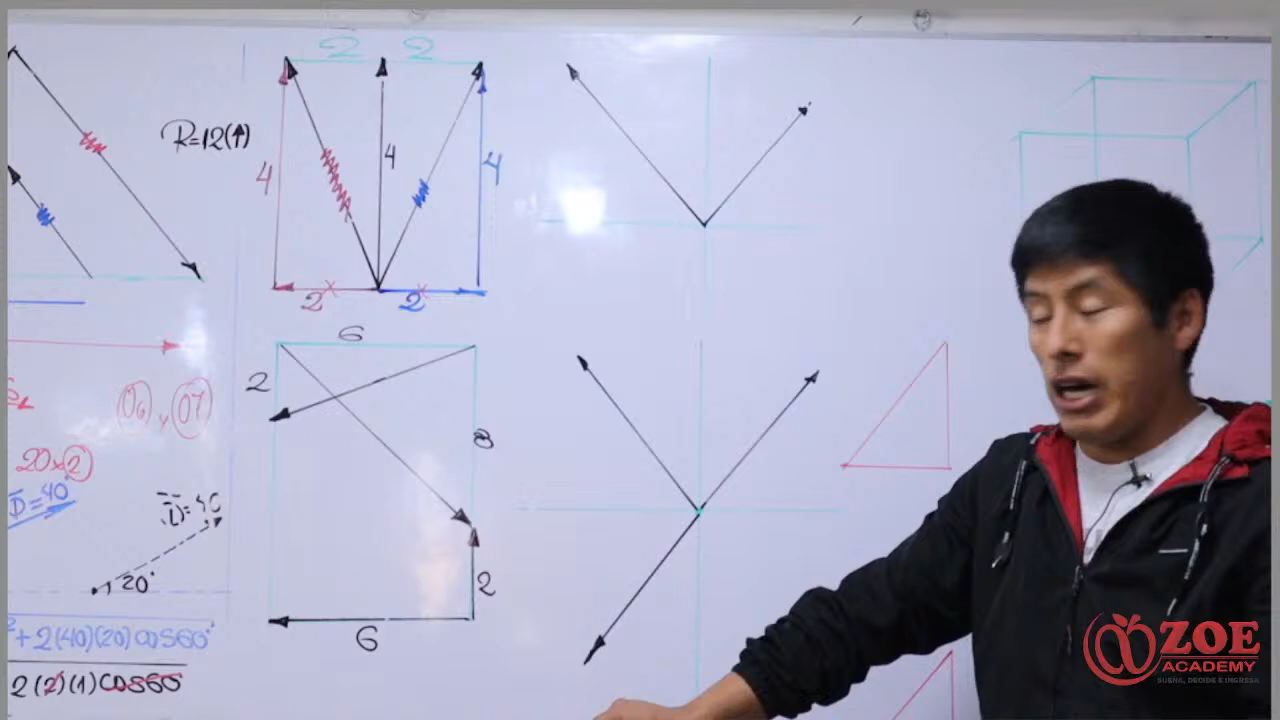 2 2
R=12(↑)
4
4
4
2
2
6
2
8
06 y 07
20x2
D=40°
20°
2
6
2 + 2(40)(20)cos60°
2(2)(1)cos60
ZOE
ACADEMY
SUEÑA, DECIDE E INGRESA